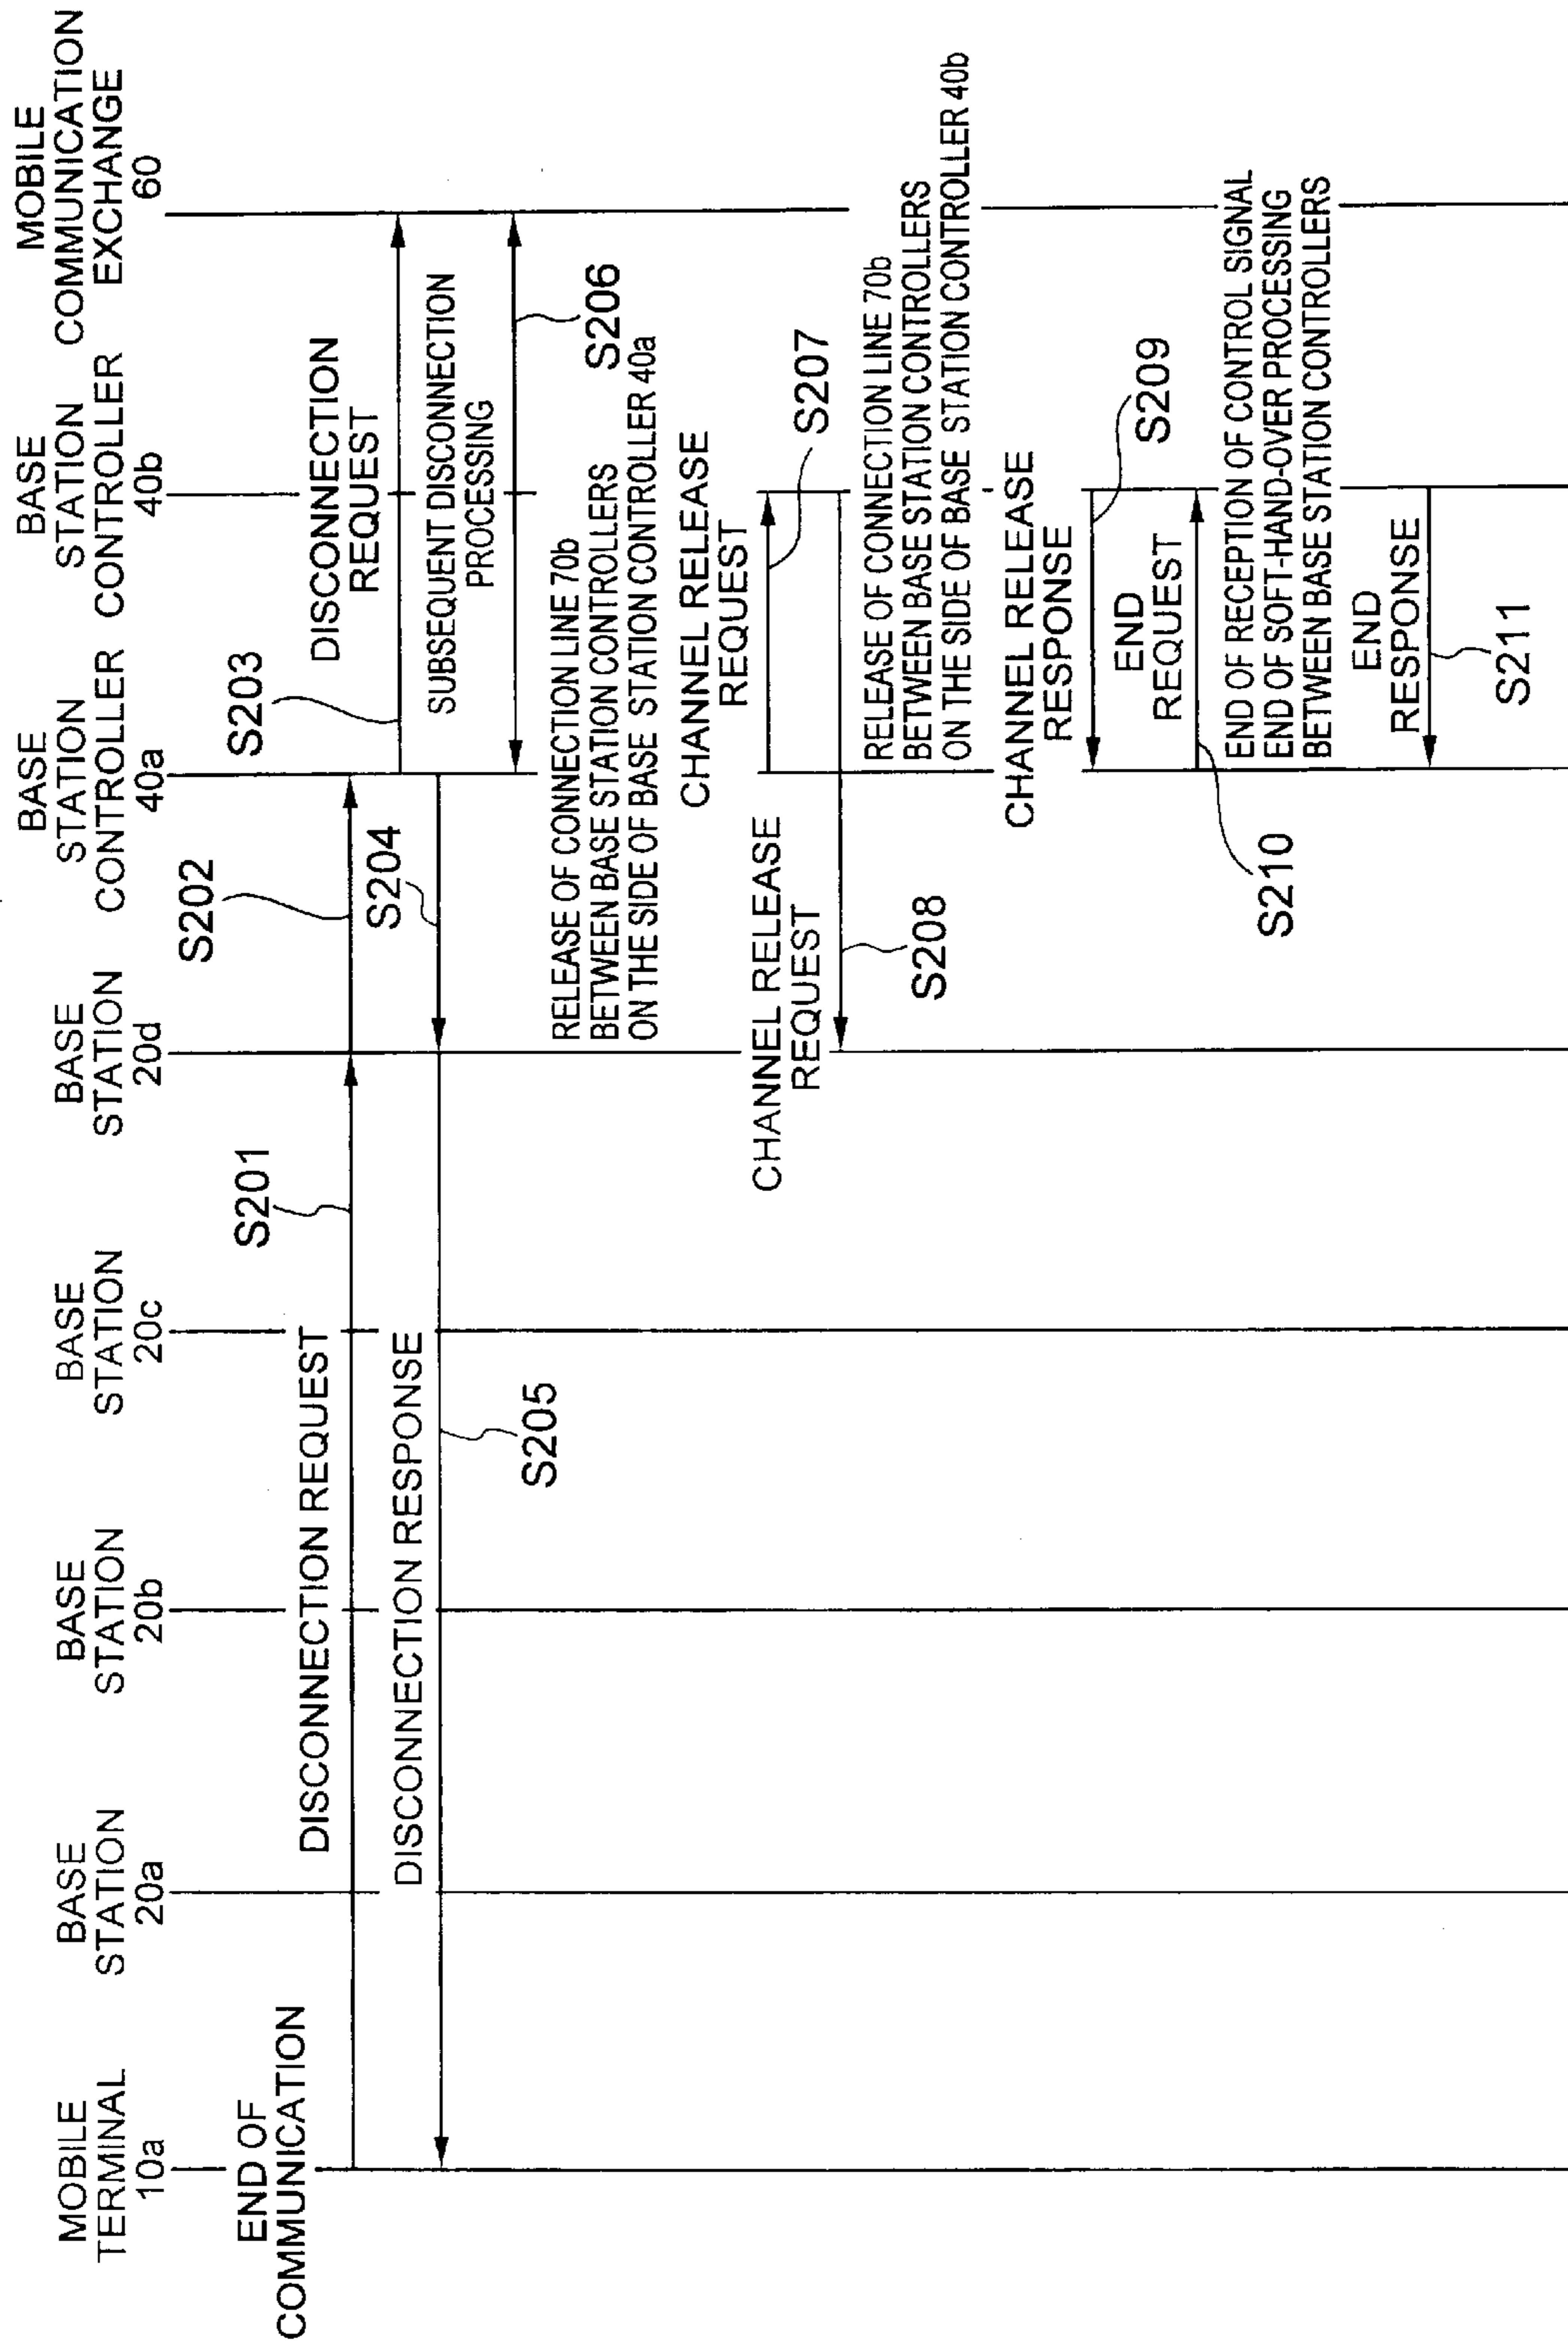 MOBILE
TERMINAL
10a
BASE
STATION
20a
BASE
STATION
20b
BASE
STATION
20c
BASE
STATION
20d
BASE
STATION
CONTROLLER
40a
BASE
STATION
CONTROLLER
40b
MOBILE
COMMUNICATION
EXCHANGE
60
END OF
COMMUNICATION
DISCONNECTION REQUEST
S201
S202
S203
DISCONNECTION
REQUEST
DISCONNECTION RESPONSE
S204
S205
SUBSEQUENT DISCONNECTION
PROCESSING
S206
RELEASE OF CONNECTION LINE 70b
BETWEEN BASE STATION CONTROLLERS
ON THE SIDE OF BASE STATION CONTROLLER 40a
CHANNEL RELEASE
REQUEST
S207
CHANNEL RELEASE
REQUEST
S208
RELEASE OF CONNECTION LINE 70b
BETWEEN BASE STATION CONTROLLERS
ON THE SIDE OF BASE STATION CONTROLLER 40b
CHANNEL RELEASE
RESPONSE
S209
END
REQUEST
S210
END OF RECEPTION OF CONTROL SIGNAL
END OF SOFT-HAND-OVER PROCESSING
BETWEEN BASE STATION CONTROLLERS
END
RESPONSE
S211